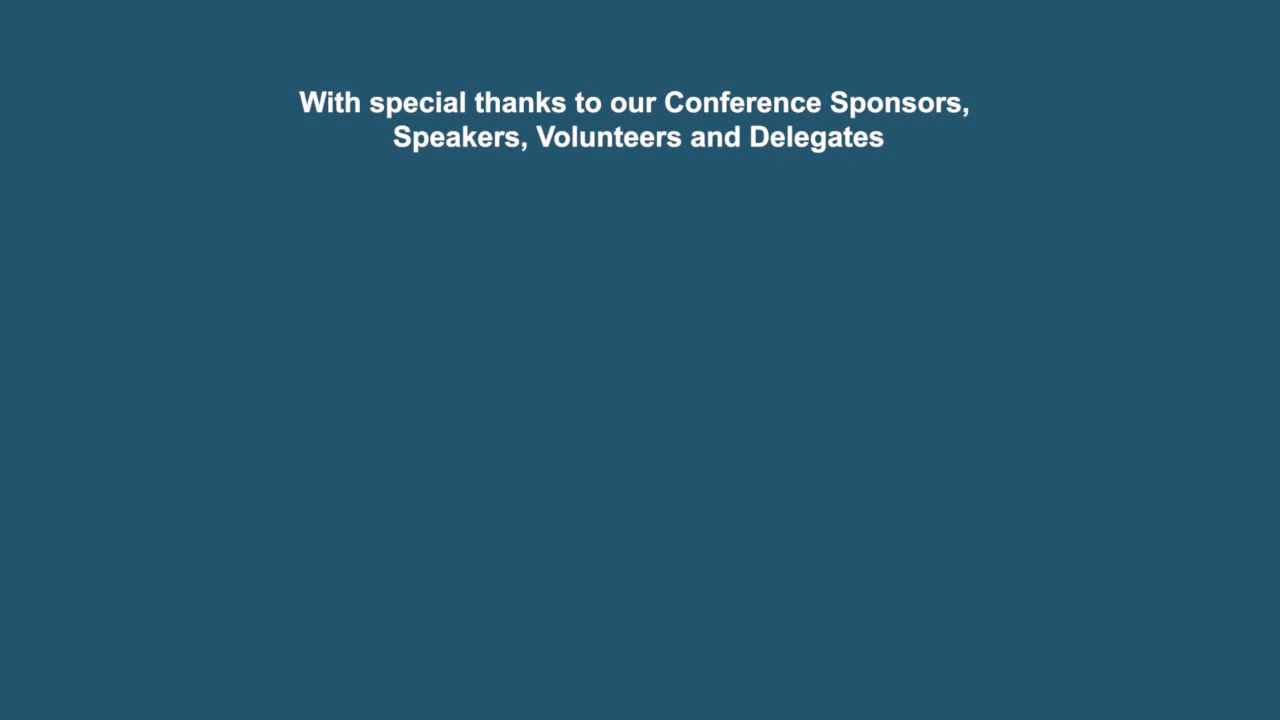 With special thanks to our Conference Sponsors,
Speakers, Volunteers and Delegates